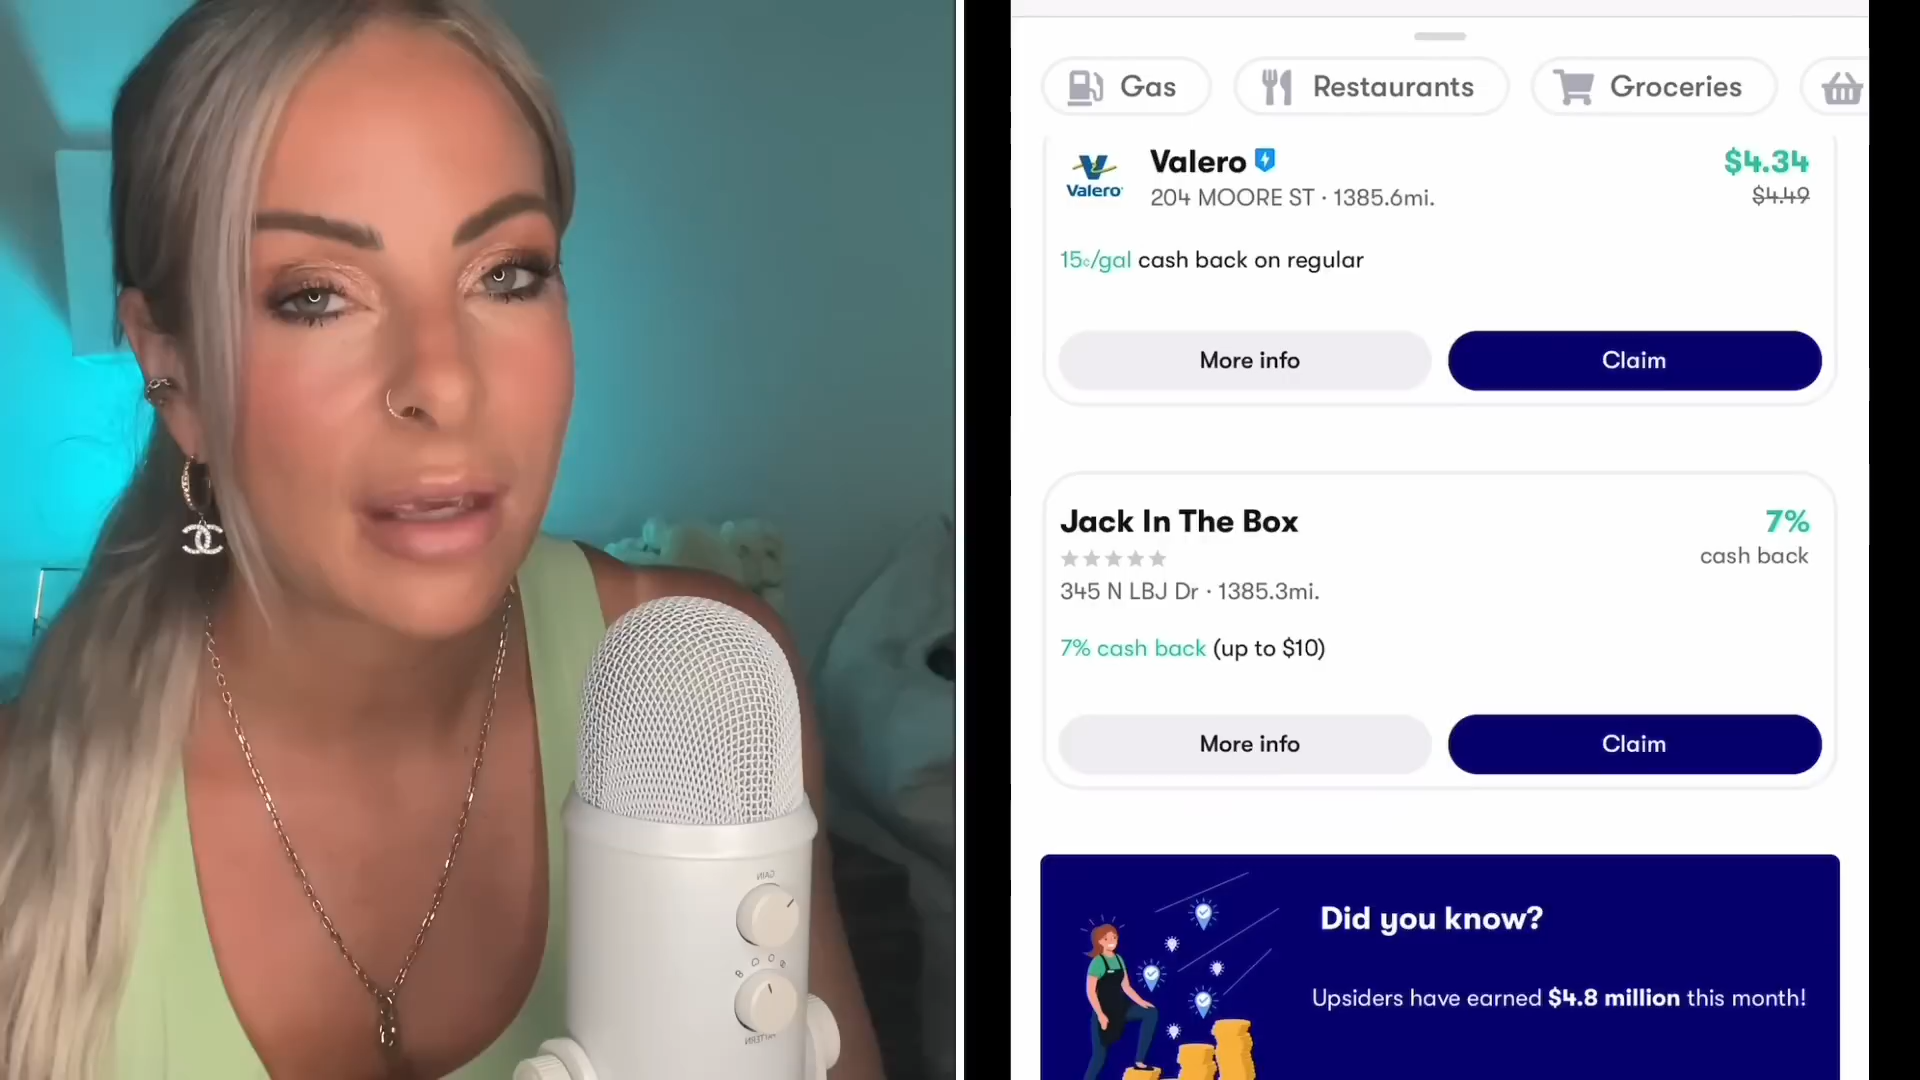 Gas
Restaurants
Groceries
Valero
Valero
204 MOORE ST · 1385.6mi.
$4.34
$4.49
15¢/gal cash back on regular
More info
Claim
Jack In The Box
345 N LBJ Dr · 1385.3mi.
7%
cash back
7% cash back (up to $10)
More info
Claim
Did you know?
Upsiders have earned $4.8 million this month!
GAIN
PATTERN